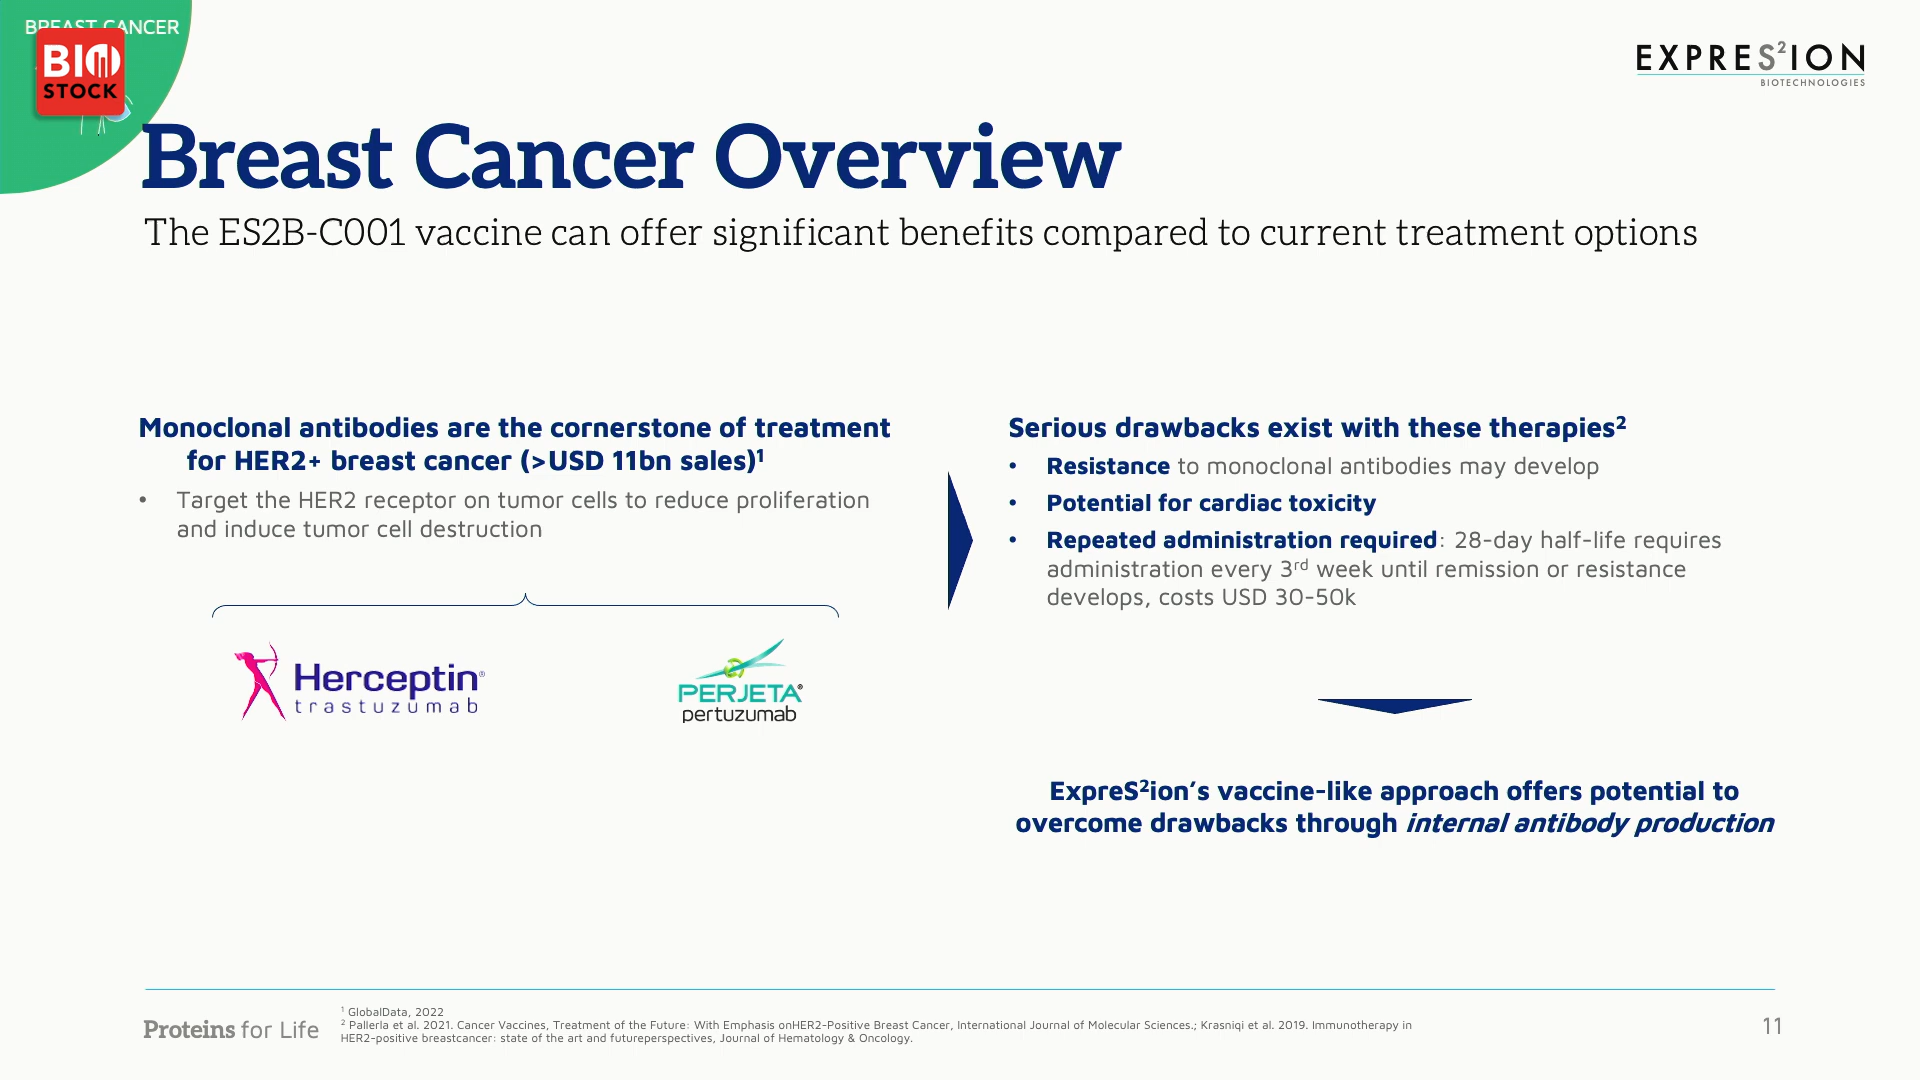 BREAST CANCER
BIO
STOCK
EXPRES²ION
BIOTECHNOLOGIES
Breast Cancer Overview
The ES2B-C001 vaccine can offer significant benefits compared to current treatment options
Monoclonal antibodies are the cornerstone of treatment
for HER2+ breast cancer (>USD 11bn sales)¹
• Target the HER2 receptor on tumor cells to reduce proliferation
and induce tumor cell destruction
Herceptin®
trastuzumab
PERJETA®
pertuzumab
Serious drawbacks exist with these therapies²
• Resistance to monoclonal antibodies may develop
• Potential for cardiac toxicity
• Repeated administration required: 28-day half-life requires
administration every 3rd week until remission or resistance
develops, costs USD 30-50k
ExpreS²ion’s vaccine-like approach offers potential to
overcome drawbacks through internal antibody production
Proteins for Life
¹ GlobalData, 2022
² Pallerla et al. 2021. Cancer Vaccines, Treatment of the Future: With Emphasis onHER2-Positive Breast Cancer, International Journal of Molecular Sciences.; Krasniqi et al. 2019. Immunotherapy in
HER2-positive breastcancer: state of the art and futureperspectives, Journal of Hematology & Oncology.
11